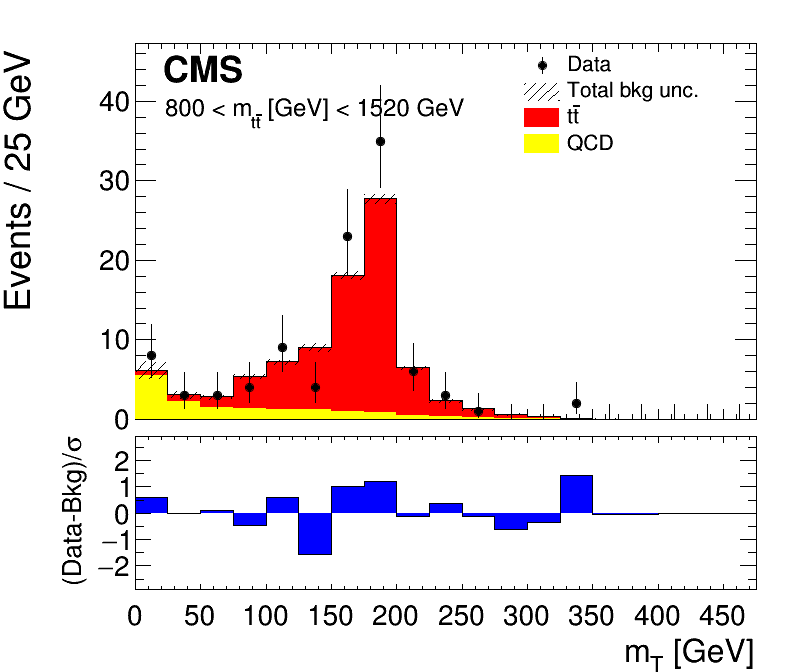 CMS
800 < m_tt̄ [GeV] < 1520 GeV
Data
Total bkg unc.
tt̄
QCD
Events / 25 GeV
40
30
20
10
0
(Data-Bkg)/σ
2
1
0
−1
−2
0 50 100 150 200 250 300 350 400 450
m_T [GeV]